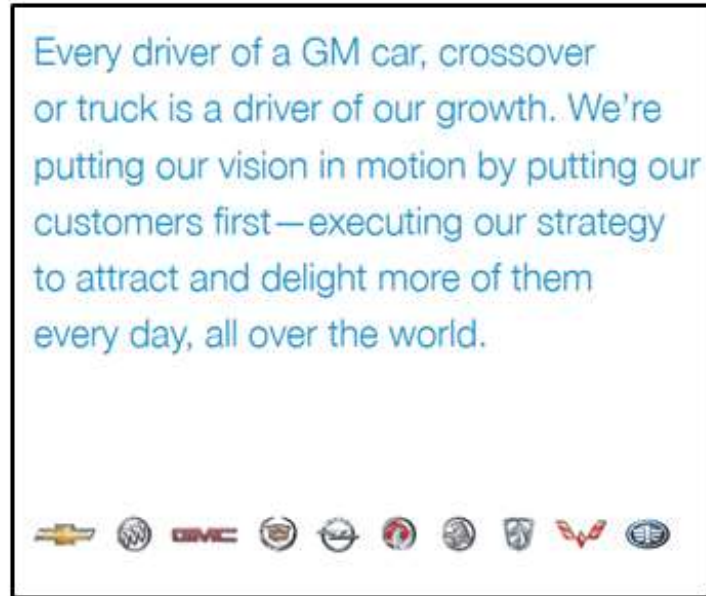 Every driver of a GM car, crossover
or truck is a driver of our growth. We're
putting our vision in motion by putting our
customers first—executing our strategy
to attract and delight more of them
every day, all over the world.
GMC